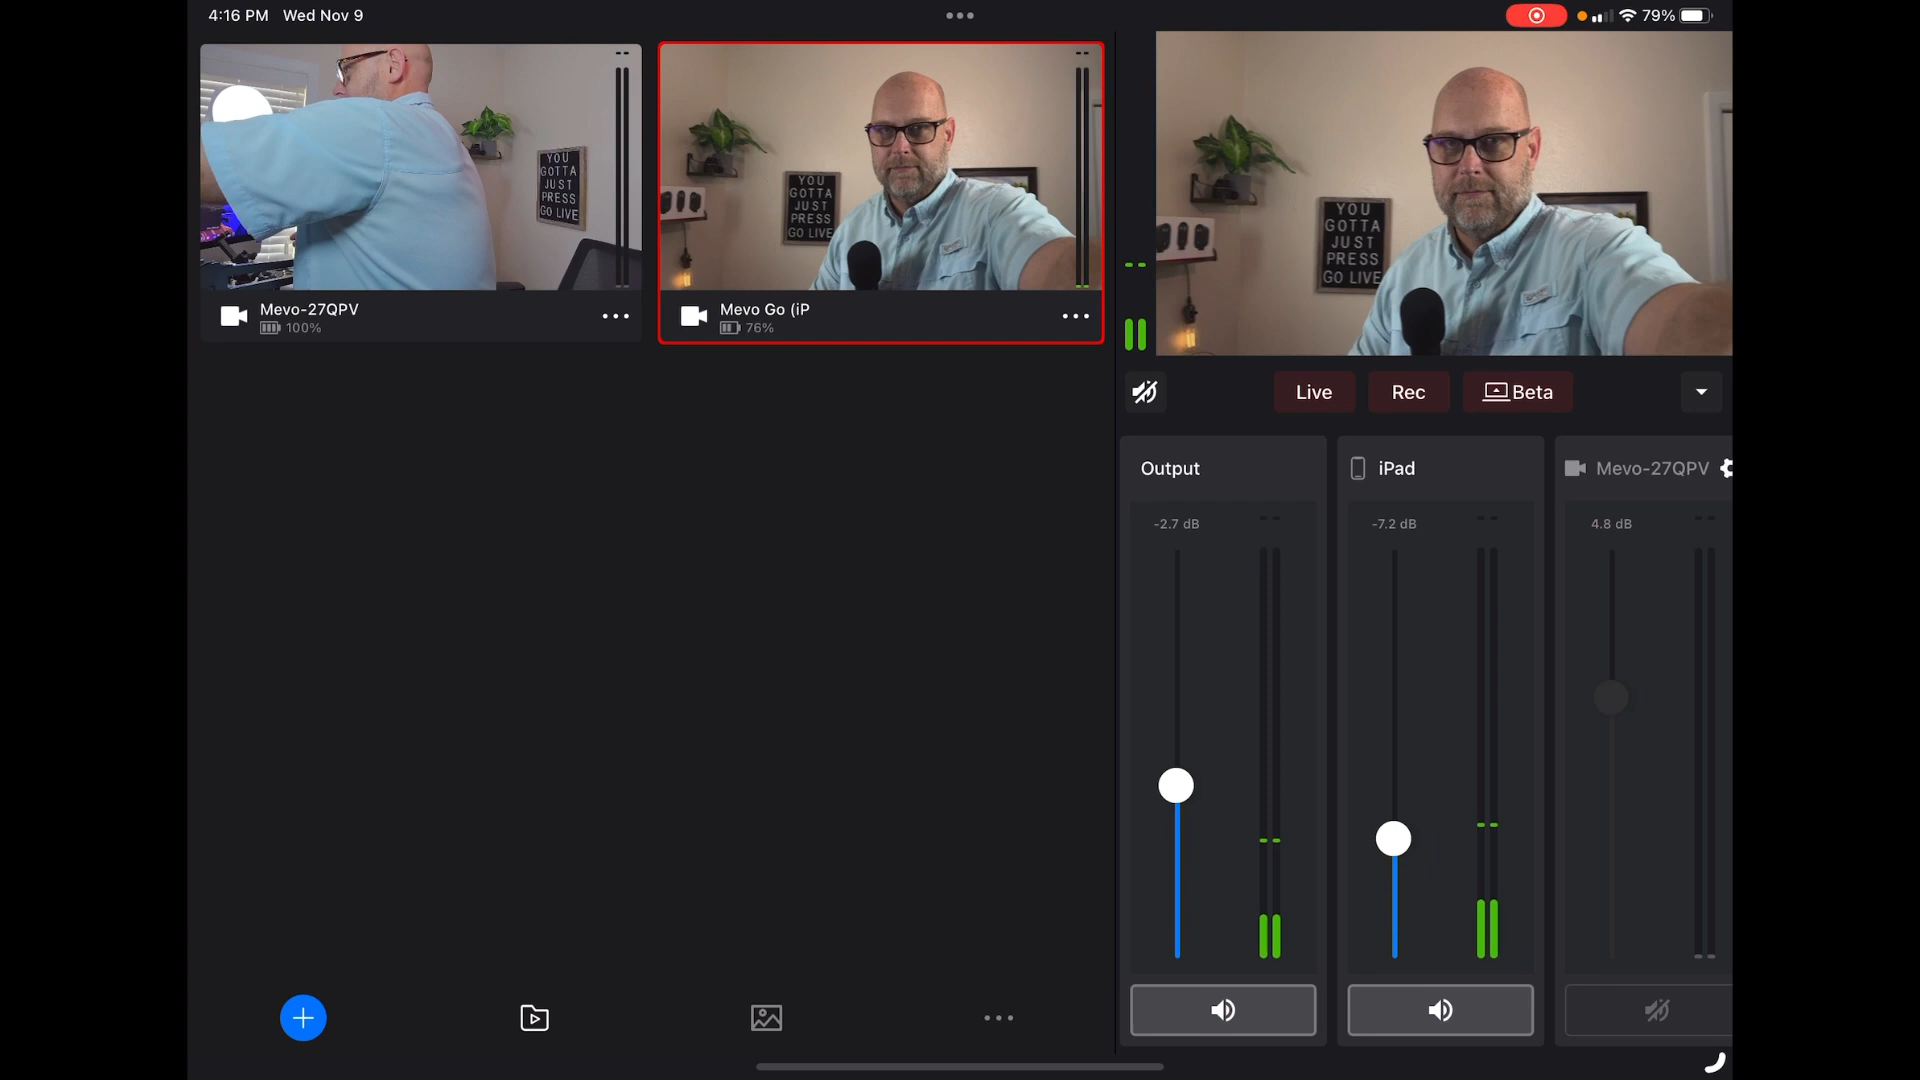 4:16 PM Wed Nov 9
79%
YOU
GOTTA
JUST
PRESS
GO LIVE
Mevo-27QPV
100%
YOU
GOTTA
JUST
PRESS
GO LIVE
Mevo Go (iP
76%
YOU
GOTTA
JUST
PRESS
GO LIVE
Live
Rec
Beta
Output
iPad
Mevo-27QPV
-2.7 dB
-7.2 dB
4.8 dB